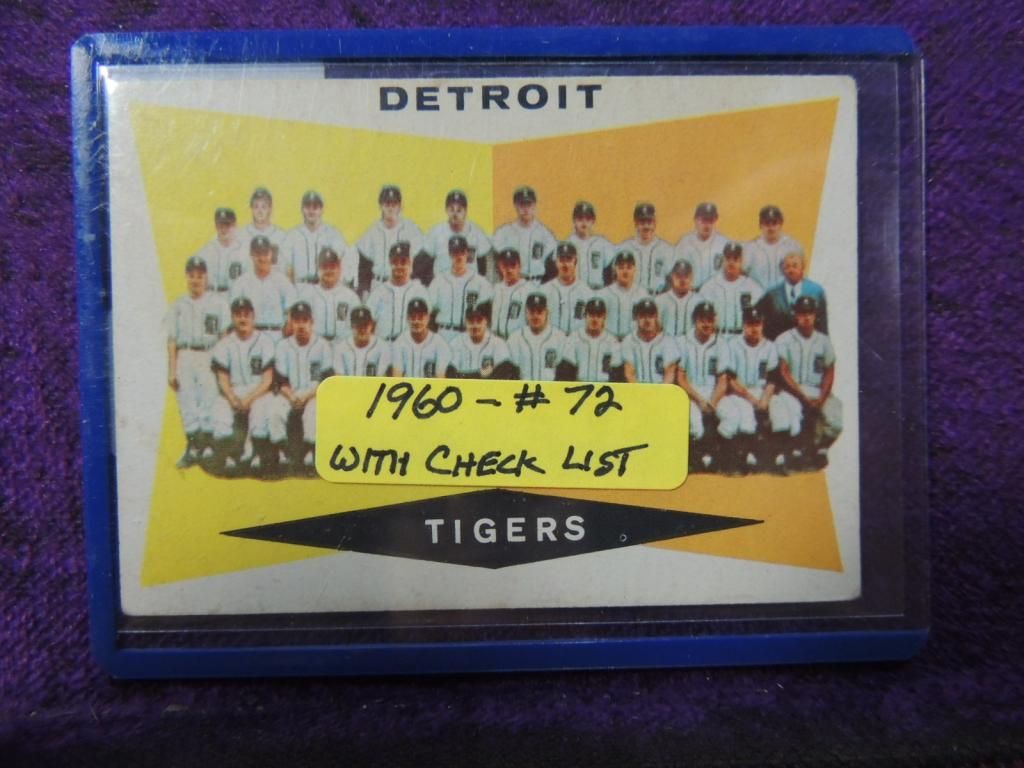 DETROIT
1960 - # 72
WITH CHECK LIST
TIGERS